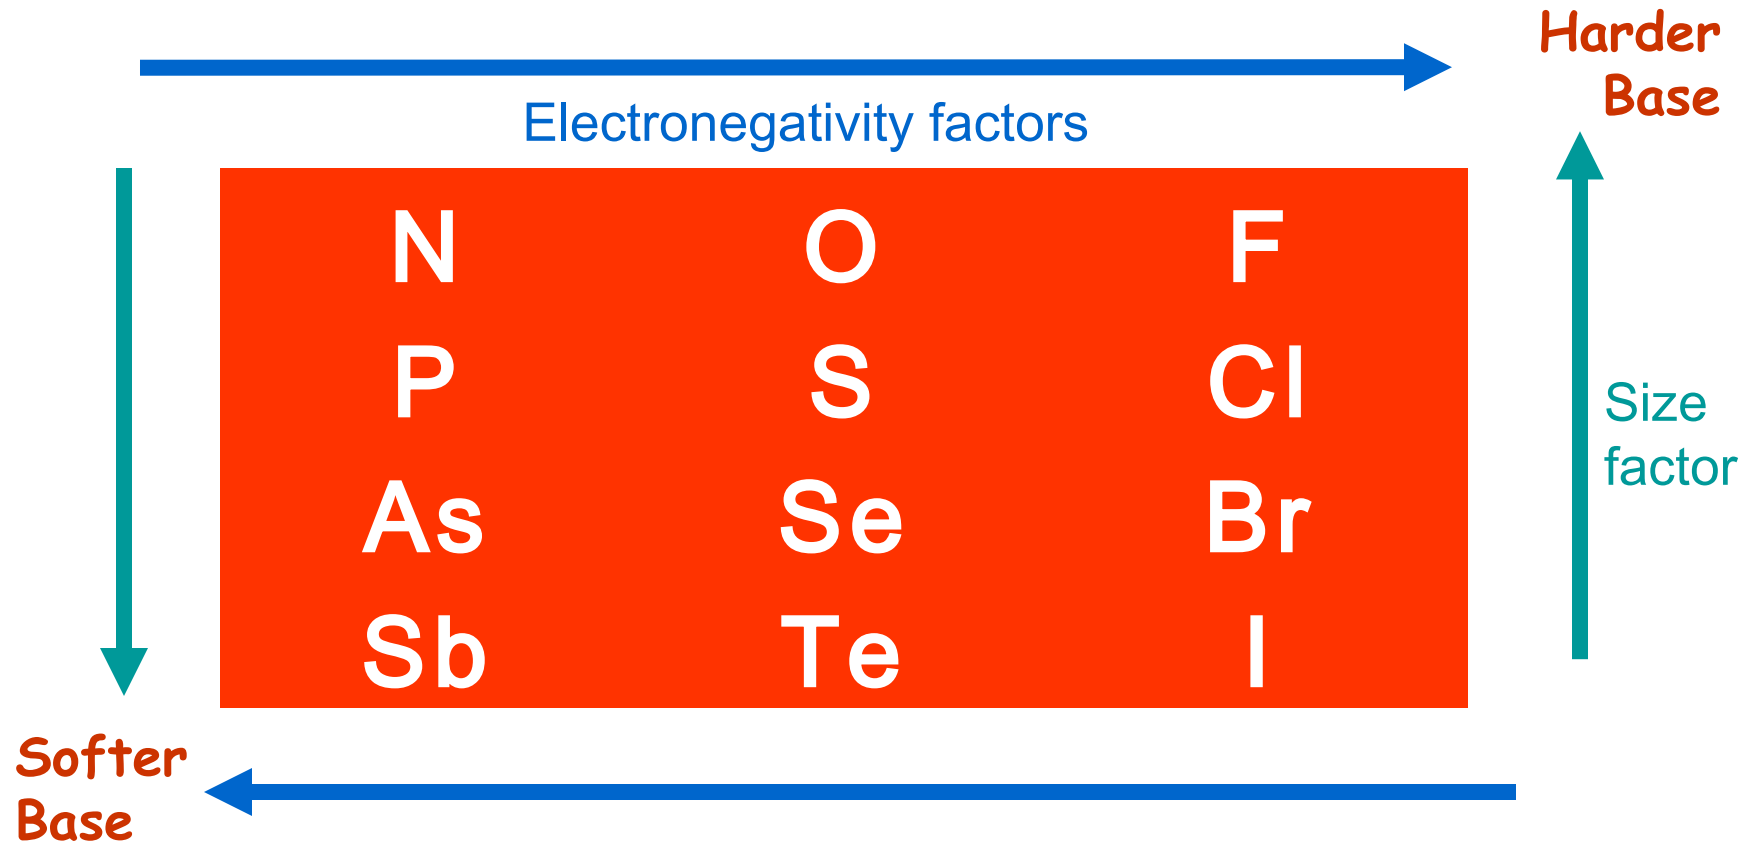 Harder
Base
Electronegativity factors
N O F
P S Cl
As Se Br
Sb Te I
Size
factor
Softer
Base